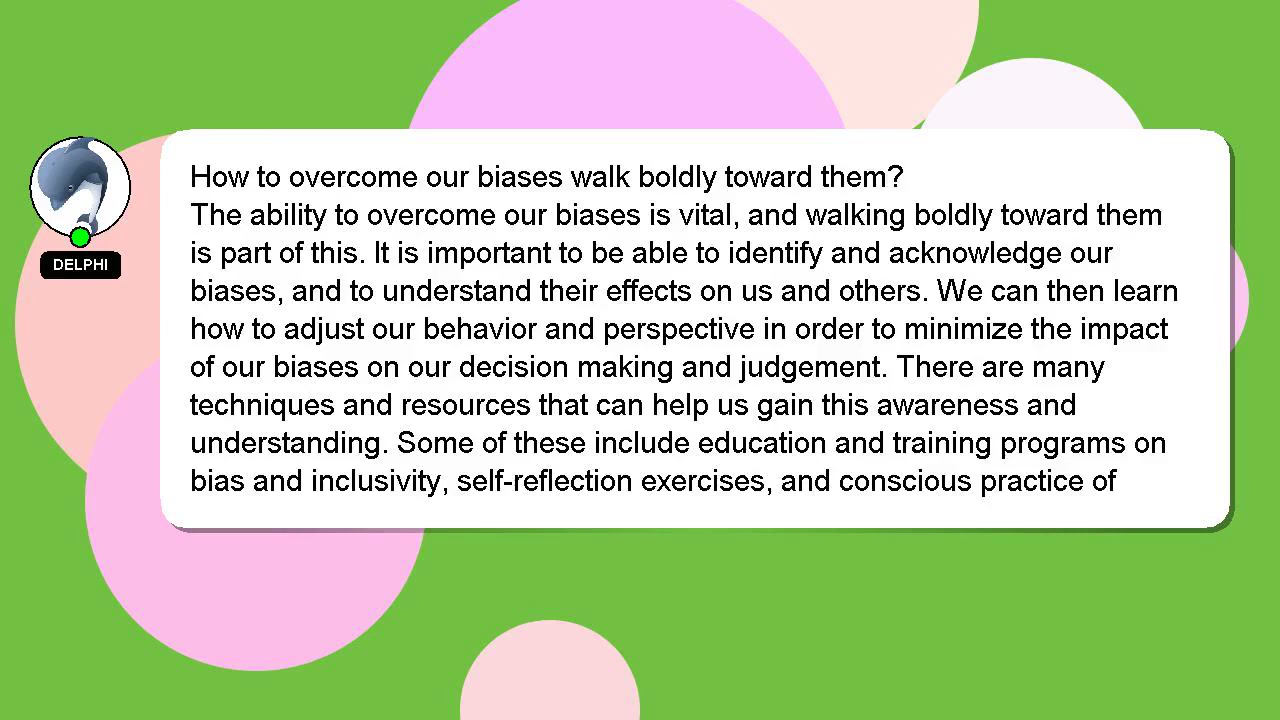 How to overcome our biases walk boldly toward them?
The ability to overcome our biases is vital, and walking boldly toward them
is part of this. It is important to be able to identify and acknowledge our
biases, and to understand their effects on us and others. We can then learn
how to adjust our behavior and perspective in order to minimize the impact
of our biases on our decision making and judgement. There are many
techniques and resources that can help us gain this awareness and
understanding. Some of these include education and training programs on
bias and inclusivity, self-reflection exercises, and conscious practice of
DELPHI